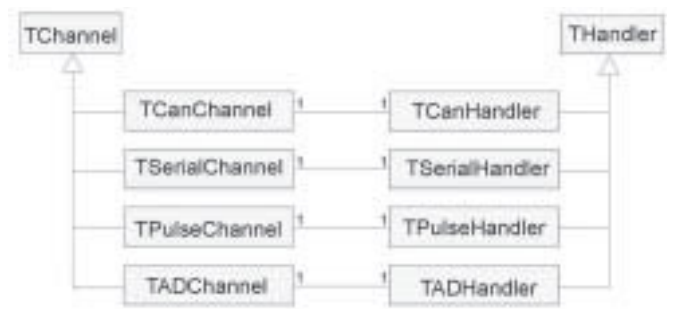 TChannel THandler
TCanChannel 1 1 TCanHandler
TSerialChannel 1 1 TSerialHandler
TPulseChannel 1 1 TPulseHandler
TADChannel 1 1 TADHandler